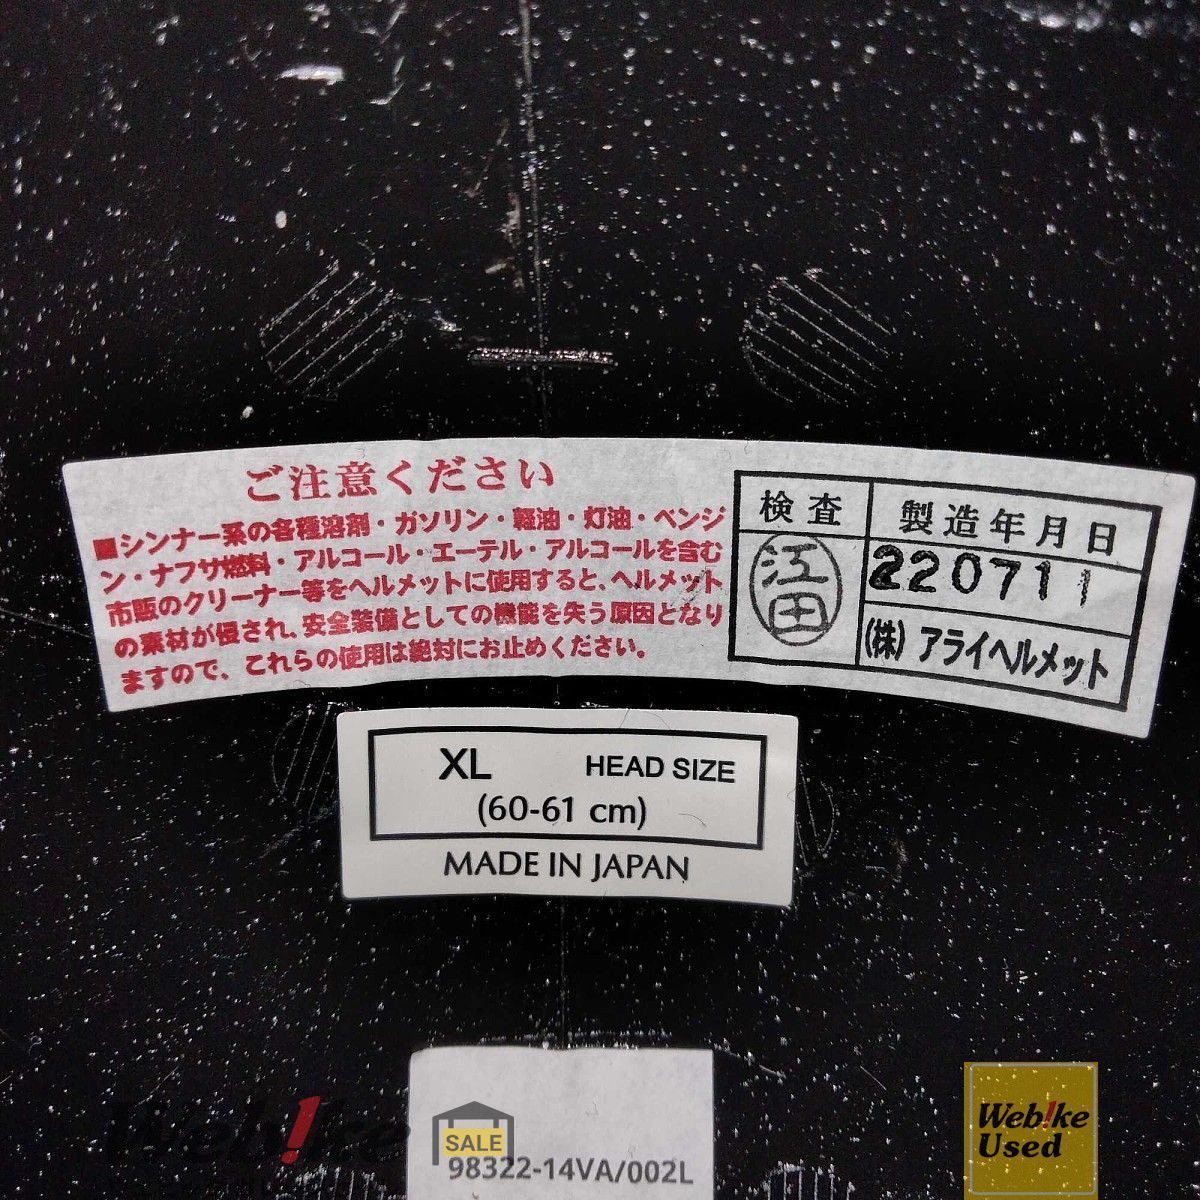 ご注意ください
■シンナー系の各種溶剤・ガソリン・軽油・灯油・ベンジ
ン・ナフサ燃料・アルコール・エーテル・アルコールを含む
市販のクリーナー等をヘルメットに使用すると、ヘルメット
の素材が侵され、安全装備としての機能を失う原因となり
ますので、これらの使用は絶対にお止めください。
検査
江田
製造年月日
220711
(株)アライヘルメット
XL HEAD SIZE
(60-61 cm)
MADE IN JAPAN
Web!ke
SALE
98322-14VA/002L
Web!ke
Used